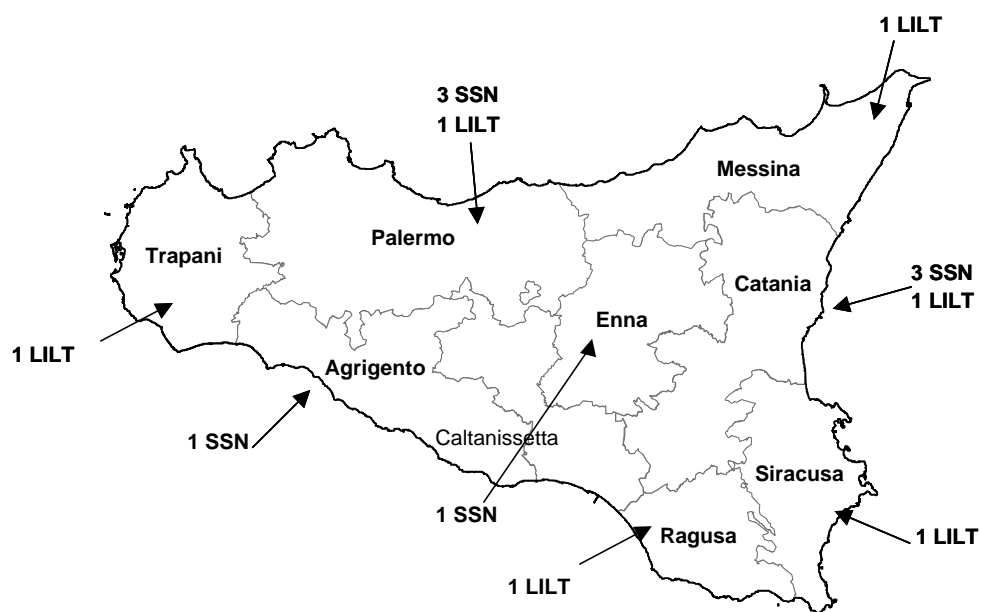 1 LILT
3 SSN
1 LILT
Messina
Palermo
Trapani
3 SSN
1 LILT
Catania
Enna
1 LILT
Agrigento
1 SSN
Caltanissetta
Siracusa
1 SSN
Ragusa
1 LILT
1 LILT